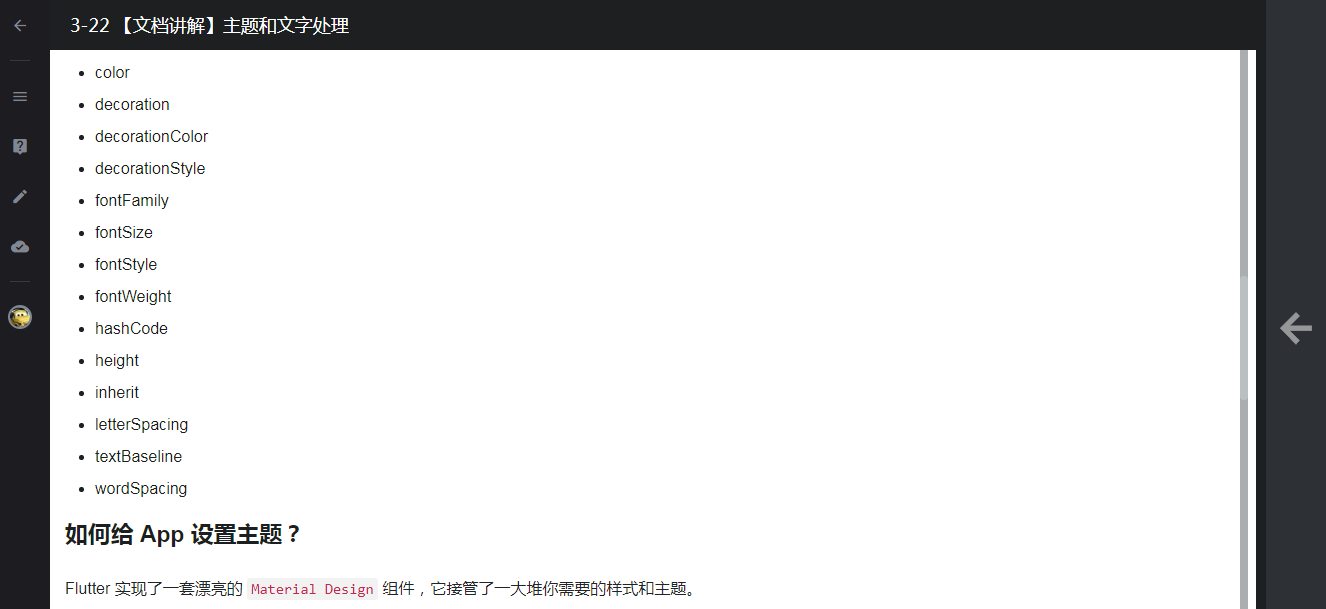 3-22 【文档讲解】主题和文字处理
color
decoration
decorationColor
decorationStyle
fontFamily
fontSize
fontStyle
fontWeight
hashCode
height
inherit
letterSpacing
textBaseline
wordSpacing
如何给 App 设置主题？
Flutter 实现了一套漂亮的 Material Design 组件，它接管了一大堆你需要的样式和主题。